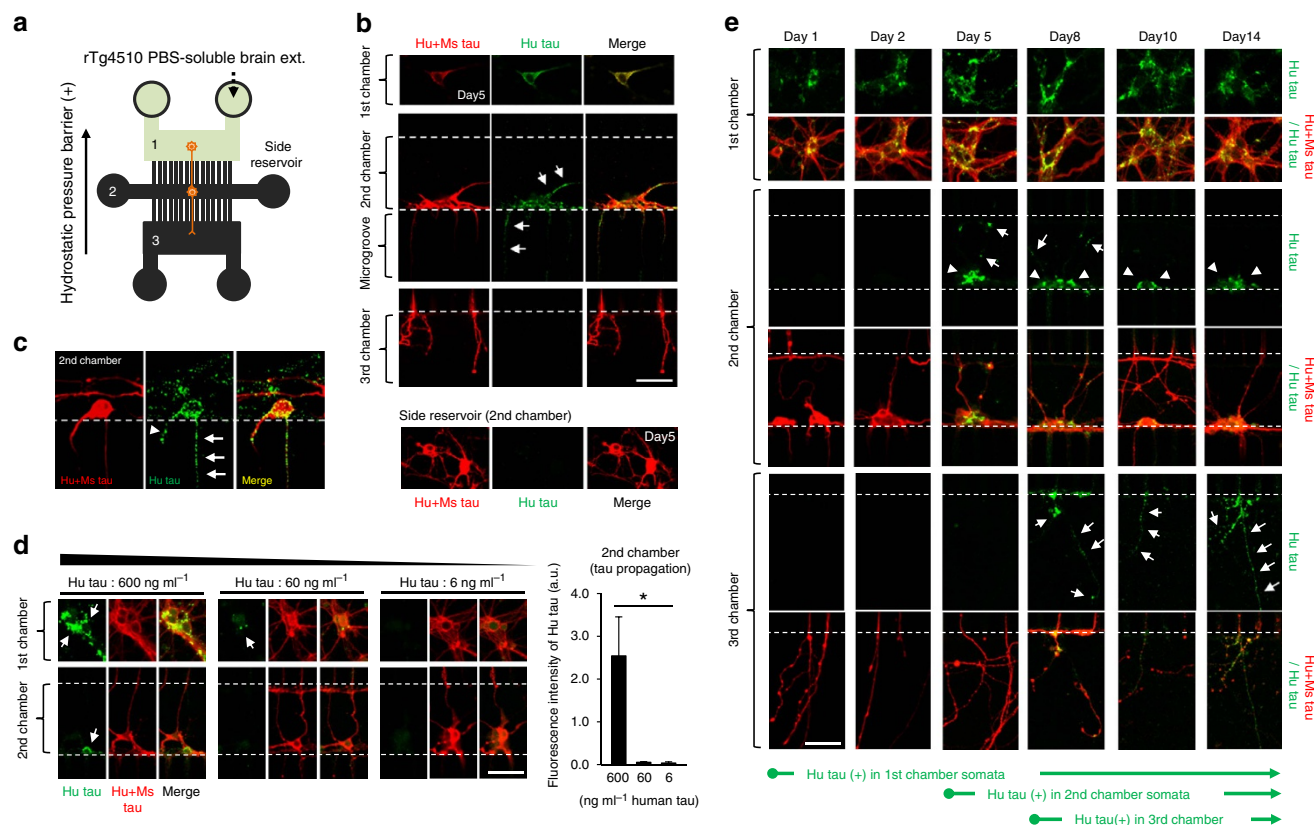 a
rTg4510 PBS-soluble brain ext.
Hydrostatic pressure barrier (+)
1
Side
reservoir
2
3
b
Hu+Ms tau
Hu tau
Merge
1st chamber
Day5
2nd chamber
Microgroove
3rd chamber
Side reservoir (2nd chamber)
Day5
Hu+Ms tau
Hu tau
Merge
c
2nd chamber
Hu+Ms tau
Hu tau
Merge
d
Hu tau : 600 ng ml⁻¹
Hu tau : 60 ng ml⁻¹
Hu tau : 6 ng ml⁻¹
1st chamber
2nd chamber
Hu tau
Hu+Ms
tau
Merge
2nd chamber
(tau propagation)
Fluorescence intensity of Hu tau (a.u.)
4.0
3.0
2.0
1.0
0.0
*
600
60
6
(ng ml⁻¹ human tau)
e
Day 1
Day 2
Day 5
Day8
Day10
Day14
1st chamber
Hu tau
Hu+Ms tau
/ Hu tau
2nd chamber
Hu tau
Hu+Ms tau
/ Hu tau
3rd chamber
Hu tau
Hu+Ms tau
/ Hu tau
Hu tau (+) in 1st chamber somata
Hu tau (+) in 2nd chamber somata
Hu tau(+) in 3rd chamber